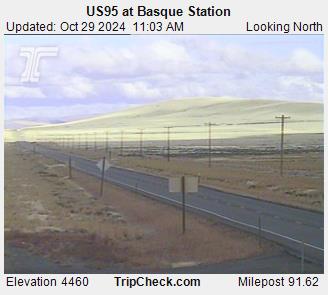 US95 at Basque Station
Updated: Oct 29 2024 11:03 AM Looking North
Elevation 4460 TripCheck.com Milepost 91.62